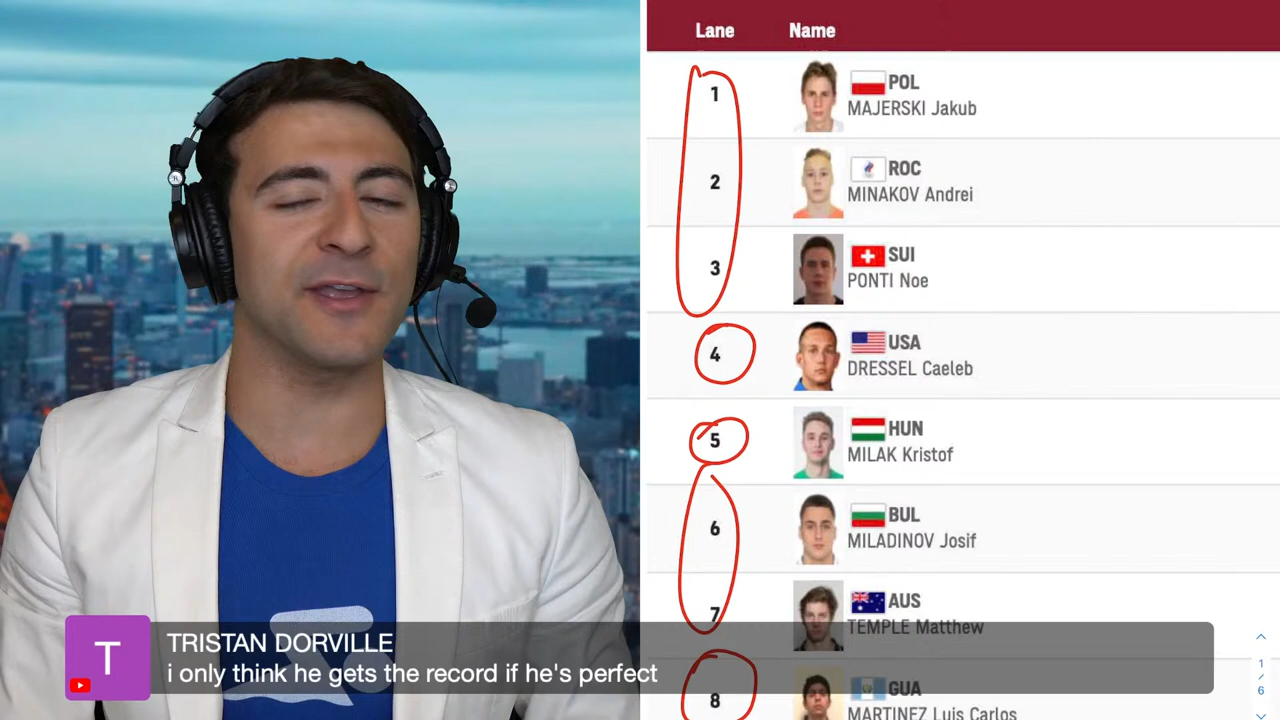 Lane Name
1 POL
MAJERSKI Jakub
2 ROC
MINAKOV Andrei
3 SUI
PONTI Noe
4 USA
DRESSEL Caeleb
5 HUN
MILAK Kristof
6 BUL
MILADINOV Josif
7 AUS
TEMPLE Matthew
8 GUA
MARTINEZ Luis Carlos
T
TRISTAN DORVILLE
i only think he gets the record if he's perfect
1
/
6